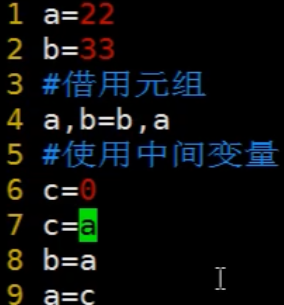 1 a=22
2 b=33
3 #借用元组
4 a,b=b,a
5 #使用中间变量
6 c=0
7 c=a
8 b=a
9 a=c